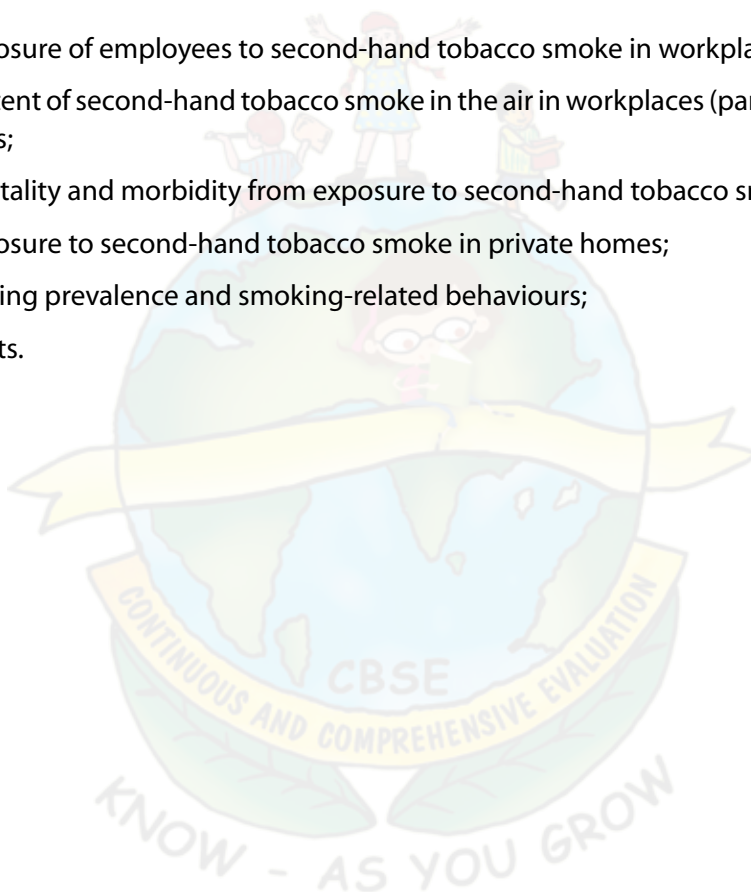 osure of employees to second-hand tobacco smoke in workpla
tent of second-hand tobacco smoke in the air in workplaces (par
s;
tality and morbidity from exposure to second-hand tobacco s
osure to second-hand tobacco smoke in private homes;
ing prevalence and smoking-related behaviours;
ts.
CBSE
CONTINUOUS AND COMPREHENSIVE EVALUATION
KNOW - AS YOU GROW